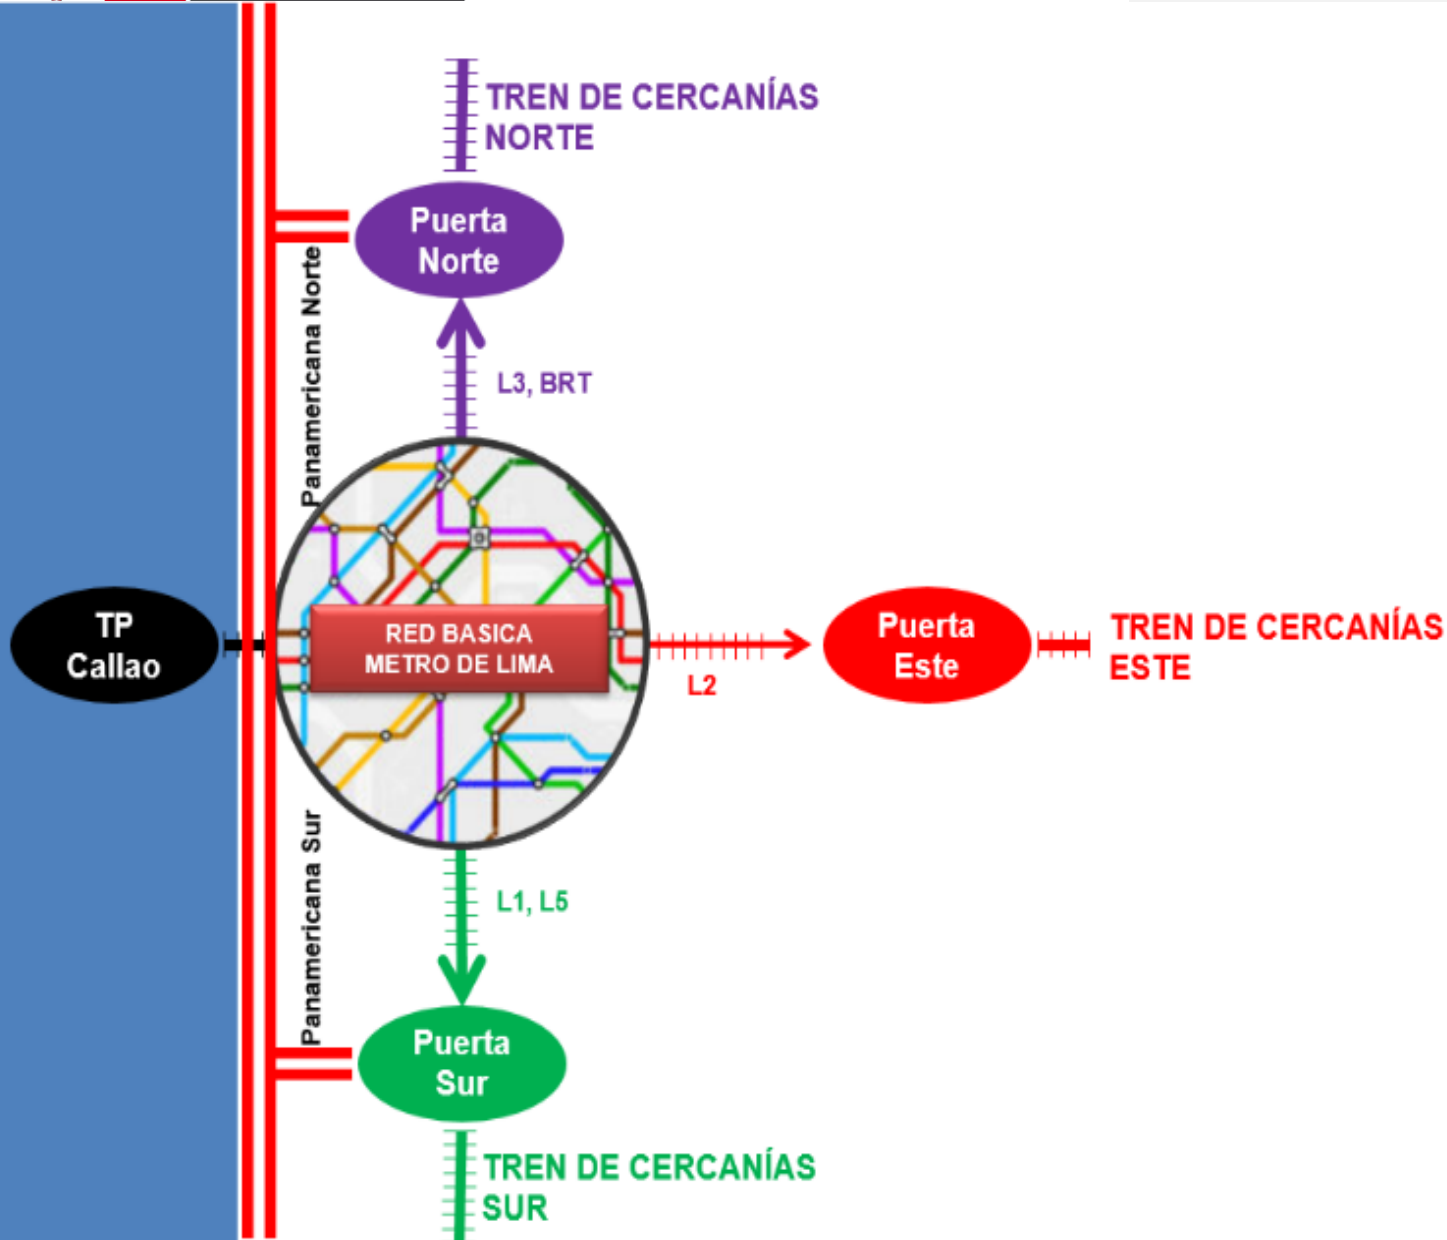 TREN DE CERCANÍAS
NORTE
Puerta
Norte
Panamericana Norte
L3, BRT
TP
Callao
RED BASICA
METRO DE LIMA
L2
Puerta
Este
TREN DE CERCANÍAS
ESTE
Panamericana Sur
L1, L5
Puerta
Sur
TREN DE CERCANÍAS
SUR